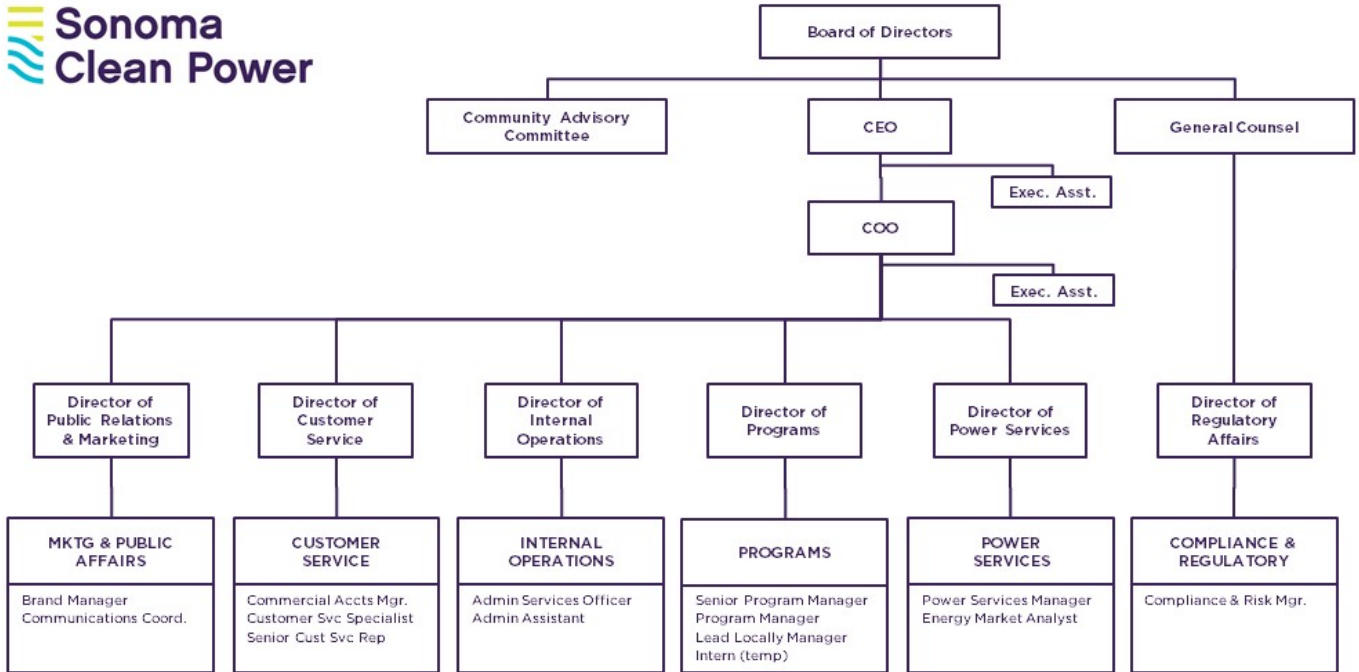 Sonoma
Clean Power
Board of Directors
Community Advisory
Committee
CEO
General Counsel
Exec. Asst.
COO
Exec. Asst.
Director of
Public Relations
& Marketing
Director of
Customer
Service
Director of
Internal
Operations
Director of
Programs
Director of
Power Services
Director of
Regulatory
Affairs
MKTG & PUBLIC
AFFAIRS
Brand Manager
Communications Coord.
CUSTOMER
SERVICE
Commercial Accts Mgr.
Customer Svc Specialist
Senior Cust Svc Rep
INTERNAL
OPERATIONS
Admin Services Officer
Admin Assistant
PROGRAMS
Senior Program Manager
Program Manager
Lead Locally Manager
Intern (temp)
POWER
SERVICES
Power Services Manager
Energy Market Analyst
COMPLIANCE &
REGULATORY
Compliance & Risk Mgr.